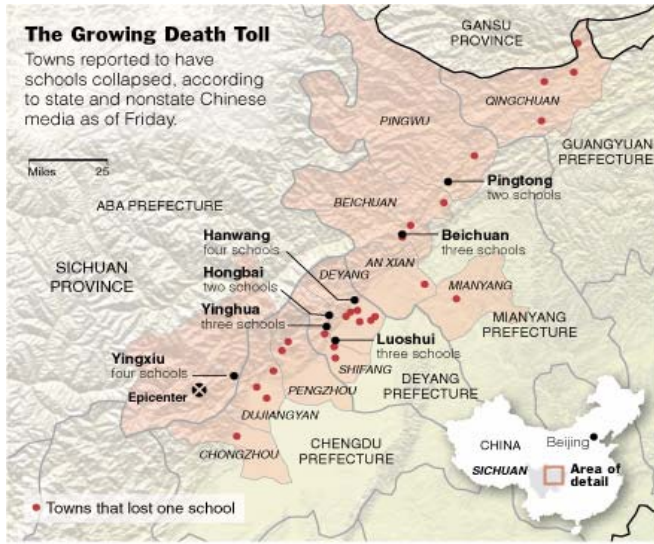 The Growing Death Toll
Towns reported to have
schools collapsed, according
to state and nonstate Chinese
media as of Friday.
Miles 25
GANSU
PROVINCE
QINGCHUAN
PINGWU
GUANGYUAN
PREFECTURE
Pingtong
two schools
ABA PREFECTURE
BEICHUAN
Hanwang
four schools
Beichuan
three schools
AN XIAN
DEYANG
Hongbai
two schools
SICHUAN
PROVINCE
MIANYANG
MIANYANG
PREFECTURE
Yinghua
three schools
Luoshui
three schools
SHIFANG
Yingxiu
four schools
DEYANG
PREFECTURE
Epicenter
PENGZHOU
DUJIANGYAN
CHENGDU
PREFECTURE
CHONGZHOU
CHINA
Beijing
SICHUAN
Area of
detail
Towns that lost one school